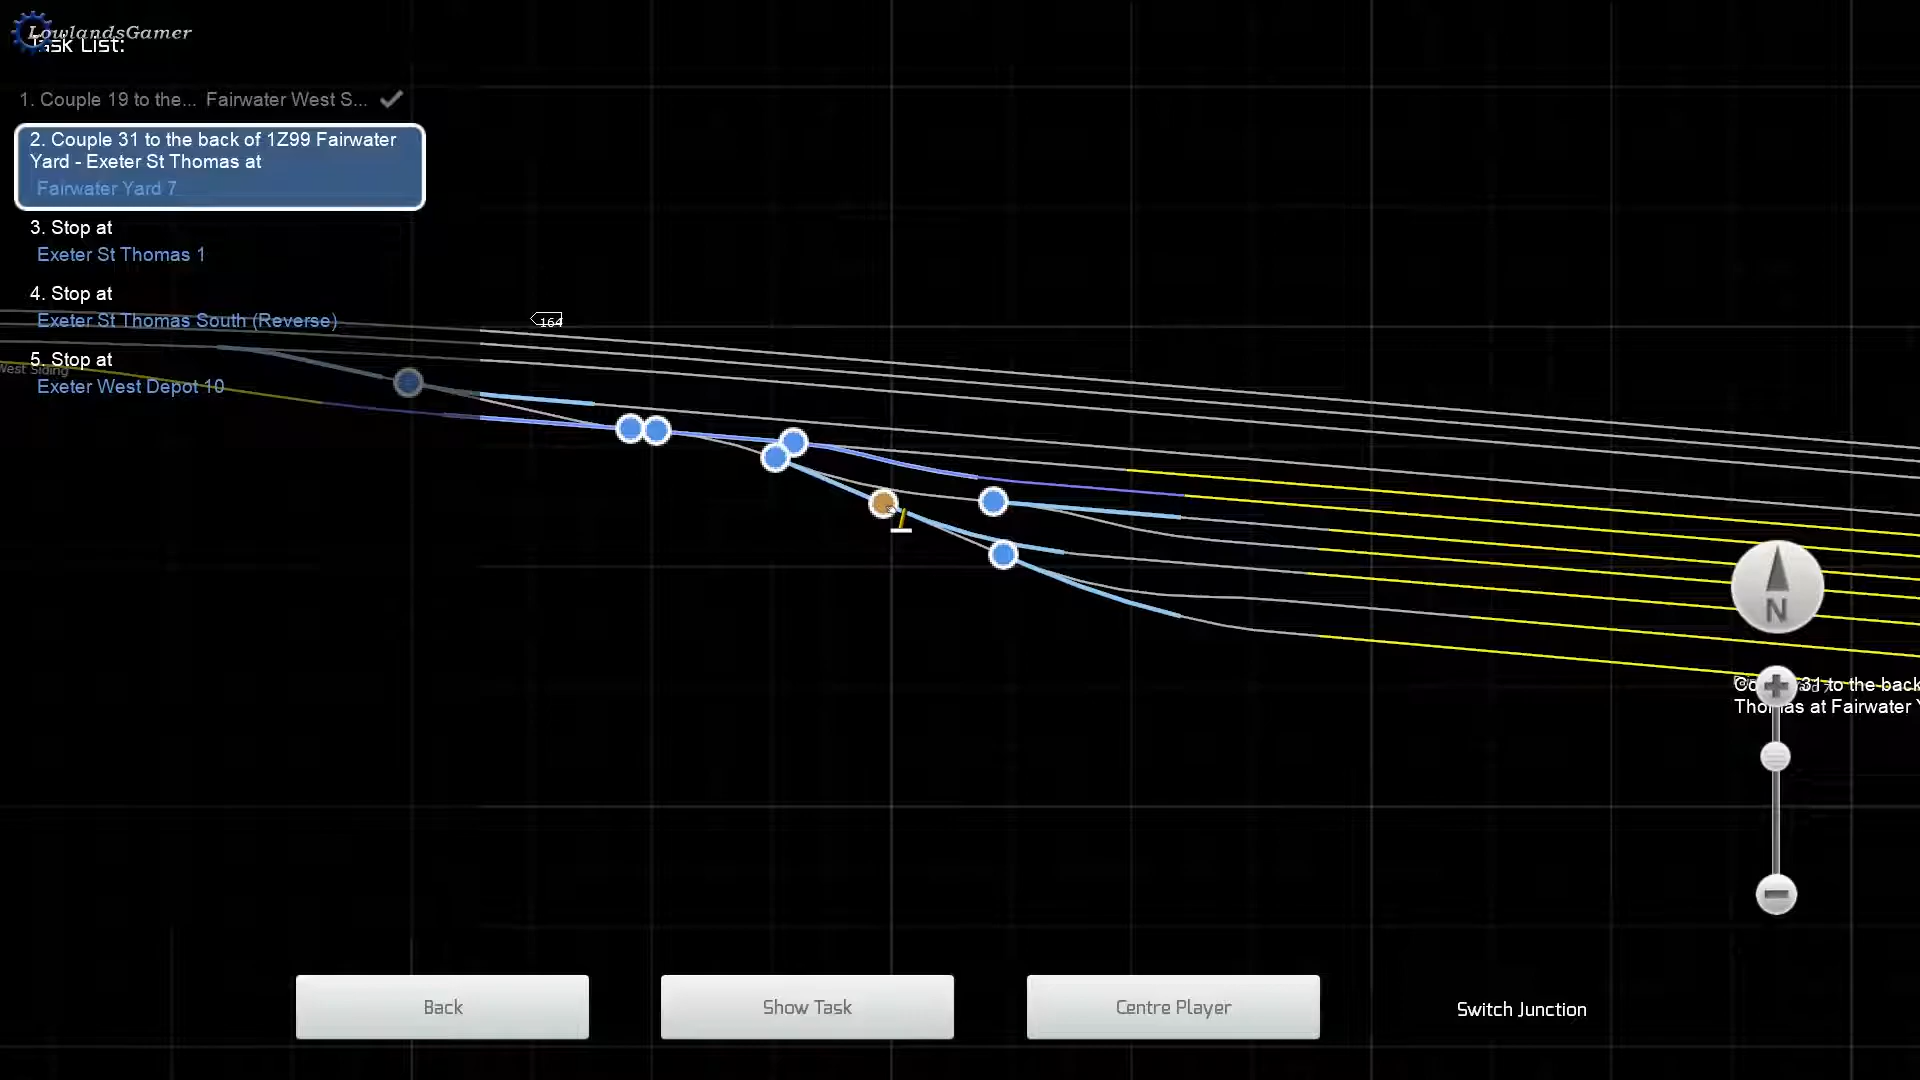 LowlandsGamer
Task List:
1. Couple 19 to the... Fairwater West S...
2. Couple 31 to the back of 1Z99 Fairwater
Yard - Exeter St Thomas at
Fairwater Yard 7
3. Stop at
Exeter St Thomas 1
4. Stop at
Exeter St Thomas South (Reverse)
164
5. Stop at
West Siding
Exeter West Depot 10
N
31 to the back
at Fairwater
Back
Show Task
Centre Player
Switch Junction